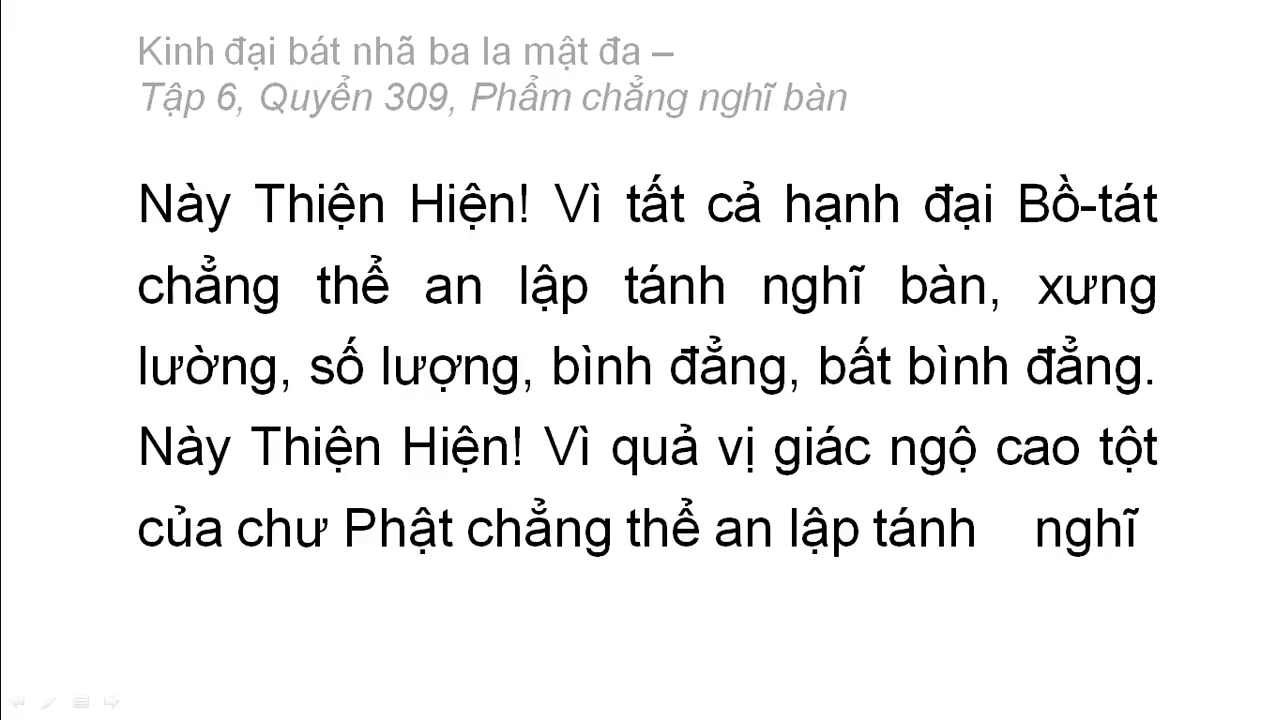 Kinh đại bát nhã ba la mật đa –
Tập 6, Quyển 309, Phẩm chẳng nghĩ bàn
Này Thiện Hiện! Vì tất cả hạnh đại Bồ-tát
chẳng thể an lập tánh nghĩ bàn, xưng
lường, số lượng, bình đẳng, bất bình đẳng.
Này Thiện Hiện! Vì quả vị giác ngộ cao tột
của chư Phật chẳng thể an lập tánh nghĩ